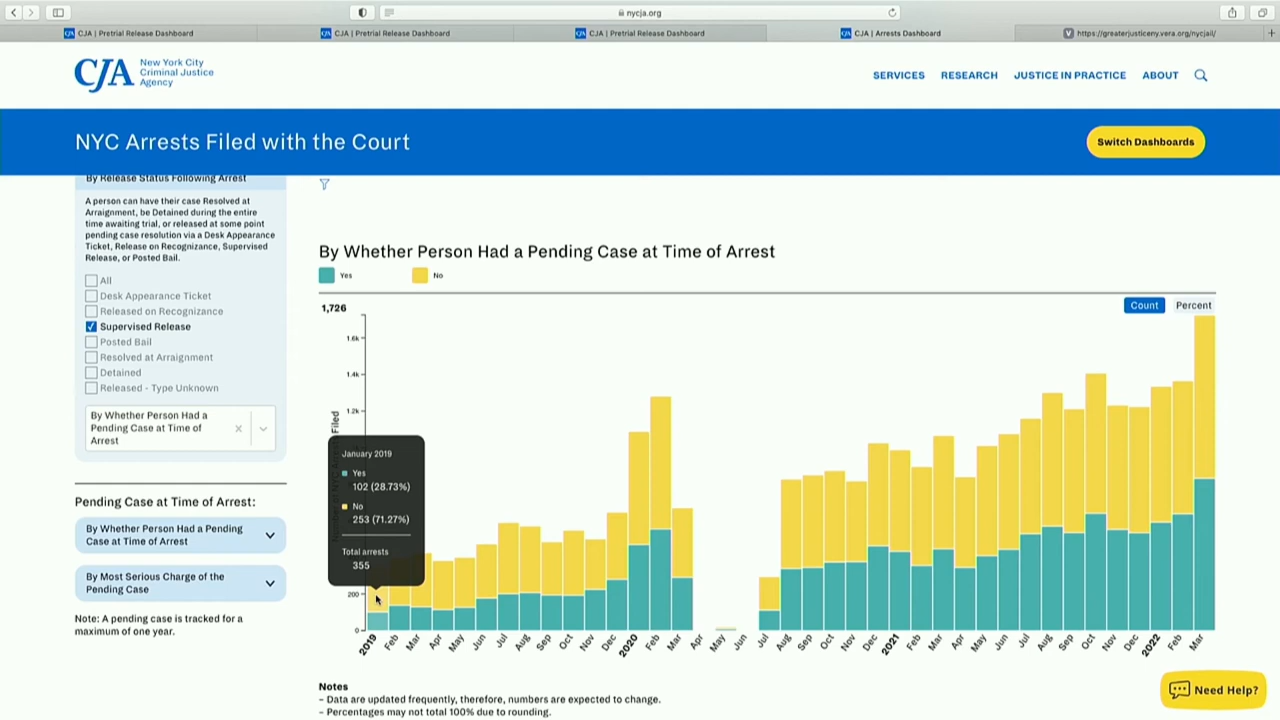 nycja.org
CJA | Pretrial Release Dashboard
CJA | Pretrial Release Dashboard
CJA | Pretrial Release Dashboard
CJA | Arrests Dashboard
V https://greaterjusticeny.vera.org/nycjail/
CJA
New York City
Criminal Justice
Agency
SERVICES
RESEARCH
JUSTICE IN PRACTICE
ABOUT
NYC Arrests Filed with the Court
Switch Dashboards
By Release Status Following Arrest
A person can have their case Resolved at
Arraignment, be Detained during the entire
time awaiting trial, or released at some point
pending case resolution via a Desk Appearance
Ticket, Release on Recognizance, Supervised
Release, or Posted Bail.
All
Desk Appearance Ticket
Released on Recognizance
Supervised Release
Posted Bail
Resolved at Arraignment
Detained
Released - Type Unknown
By Whether Person Had a
Pending Case at Time of
Arrest
Pending Case at Time of Arrest:
By Whether Person Had a Pending
Case at Time of Arrest
By Most Serious Charge of the
Pending Case
Note: A pending case is tracked for a
maximum of one year.
By Whether Person Had a Pending Case at Time of Arrest
Yes
No
Count
Percent
1,726
1.6k
1.4k
1.2k
Filed
January 2019
Yes
102 (28.73%)
No
253 (71.27%)
Total arrests
355
200
0
2019 Feb Mar Apr May Jun Jul Aug Sep Oct Nov Dec 2020 Feb Mar Apr May Jun Jul Aug Sep Oct Nov Dec 2021 Feb Mar Apr May Jun Jul Aug Sep Oct Nov Dec 2022 Feb Mar
Notes
- Data are updated frequently, therefore, numbers are expected to change.
- Percentages may not total 100% due to rounding.
Need Help?